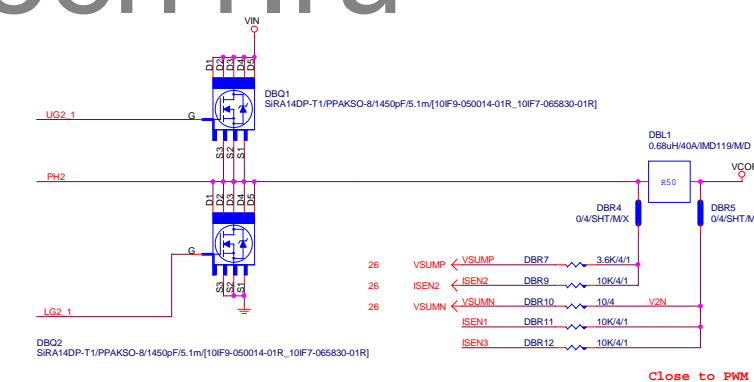 VIN
D1 D2 D3 D4 D5
DBQ1
SiRA14DP-T1/PPAKSO-8/1450pF/5.1m/[10IF9-050014-01R_10IF7-065830-01R]
UG2_1
G
S3 S2 S1
DBL1
0.68uH/40A/IMD119/M/D
PH2
R50
D1 D2 D3 D4 D5
DBR4
0/4/SHT/M/X
DBR5
G
26 VSUMP VSUMP DBR7 3.6K/4/1
26 ISEN2 ISEN2 DBR9 10K/4/1
26 VSUMN VSUMN DBR10 10/4 V2N
S3 S2 S1
LG2_1
ISEN1 DBR11 10K/4/1
ISEN3 DBR12 10K/4/1
DBQ2
SiRA14DP-T1/PPAKSO-8/1450pF/5.1m/[10IF9-050014-01R_10IF7-065830-01R]
Close to PWM